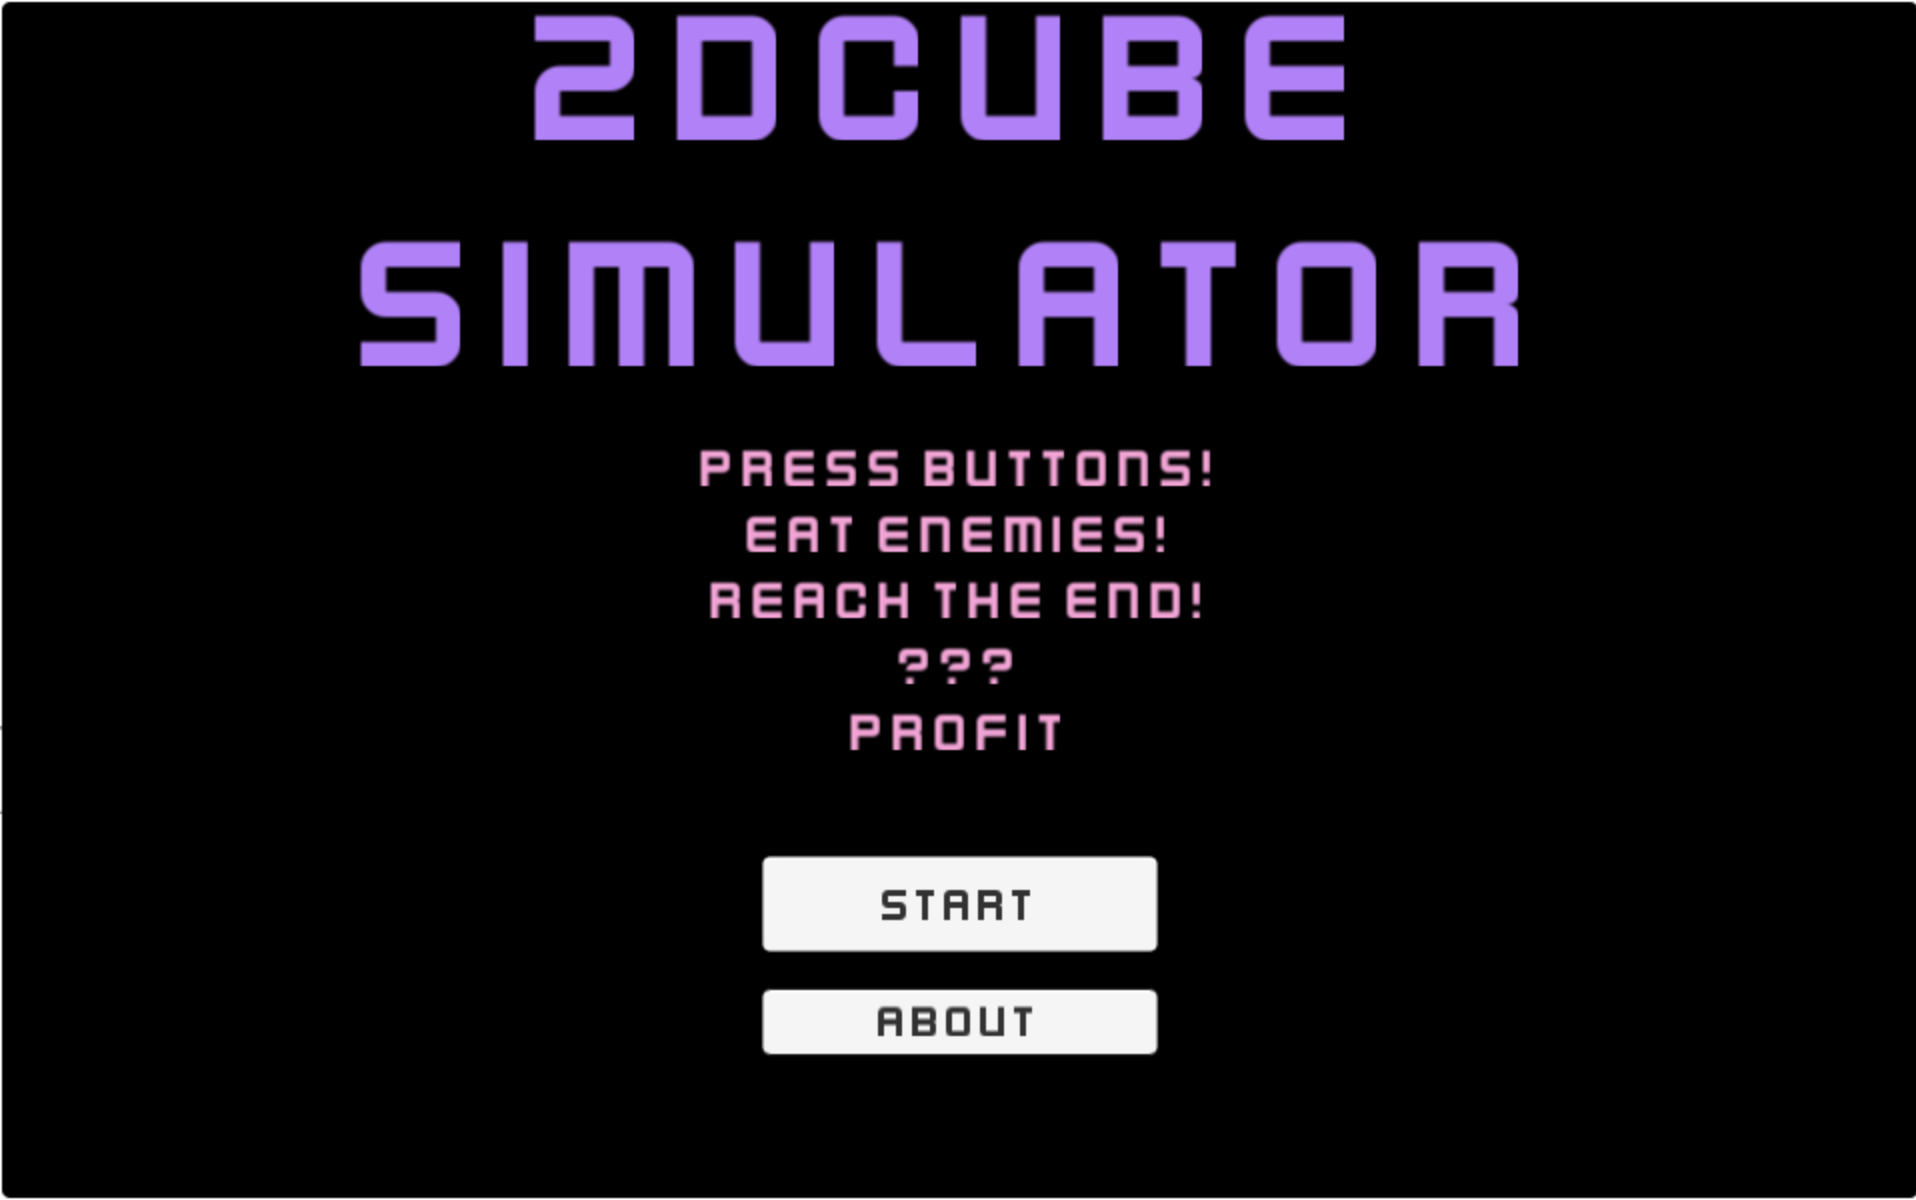 2DCUBE
SIMULATOR
PRESS BUTTONS!
EAT ENEMIES!
REACH THE END!
???
PROFIT
START
ABOUT